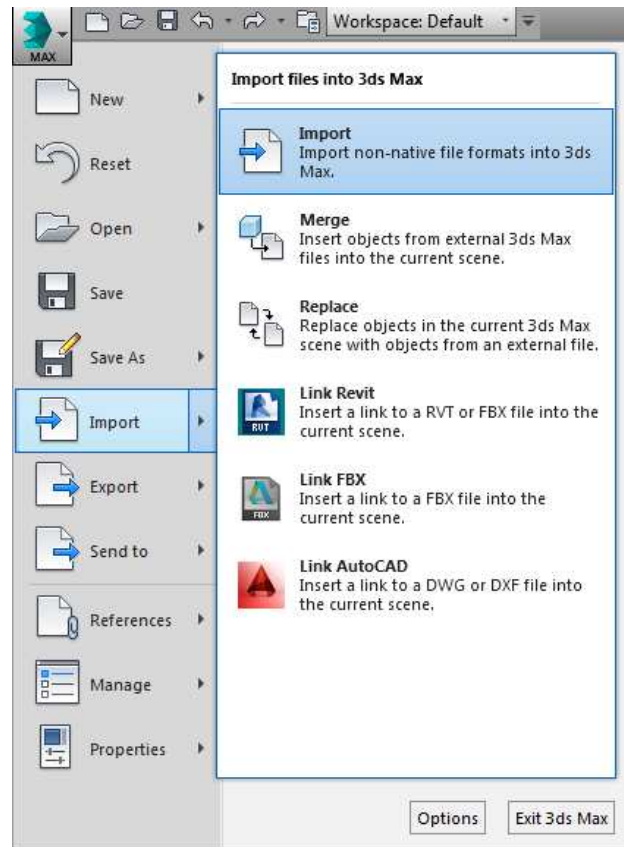 Workspace: Default
MAX
New
Reset
Open
Save
Save As
Import
Export
Send to
References
Manage
Properties
Import files into 3ds Max
Import
Import non-native file formats into 3ds
Max.
Merge
Insert objects from external 3ds Max
files into the current scene.
Replace
Replace objects in the current 3ds Max
scene with objects from an external file.
Link Revit
Insert a link to a RVT or FBX file into the
current scene.
RVT
Link FBX
Insert a link to a FBX file into the
current scene.
FBX
Link AutoCAD
Insert a link to a DWG or DXF file into
the current scene.
Options
Exit 3ds Max